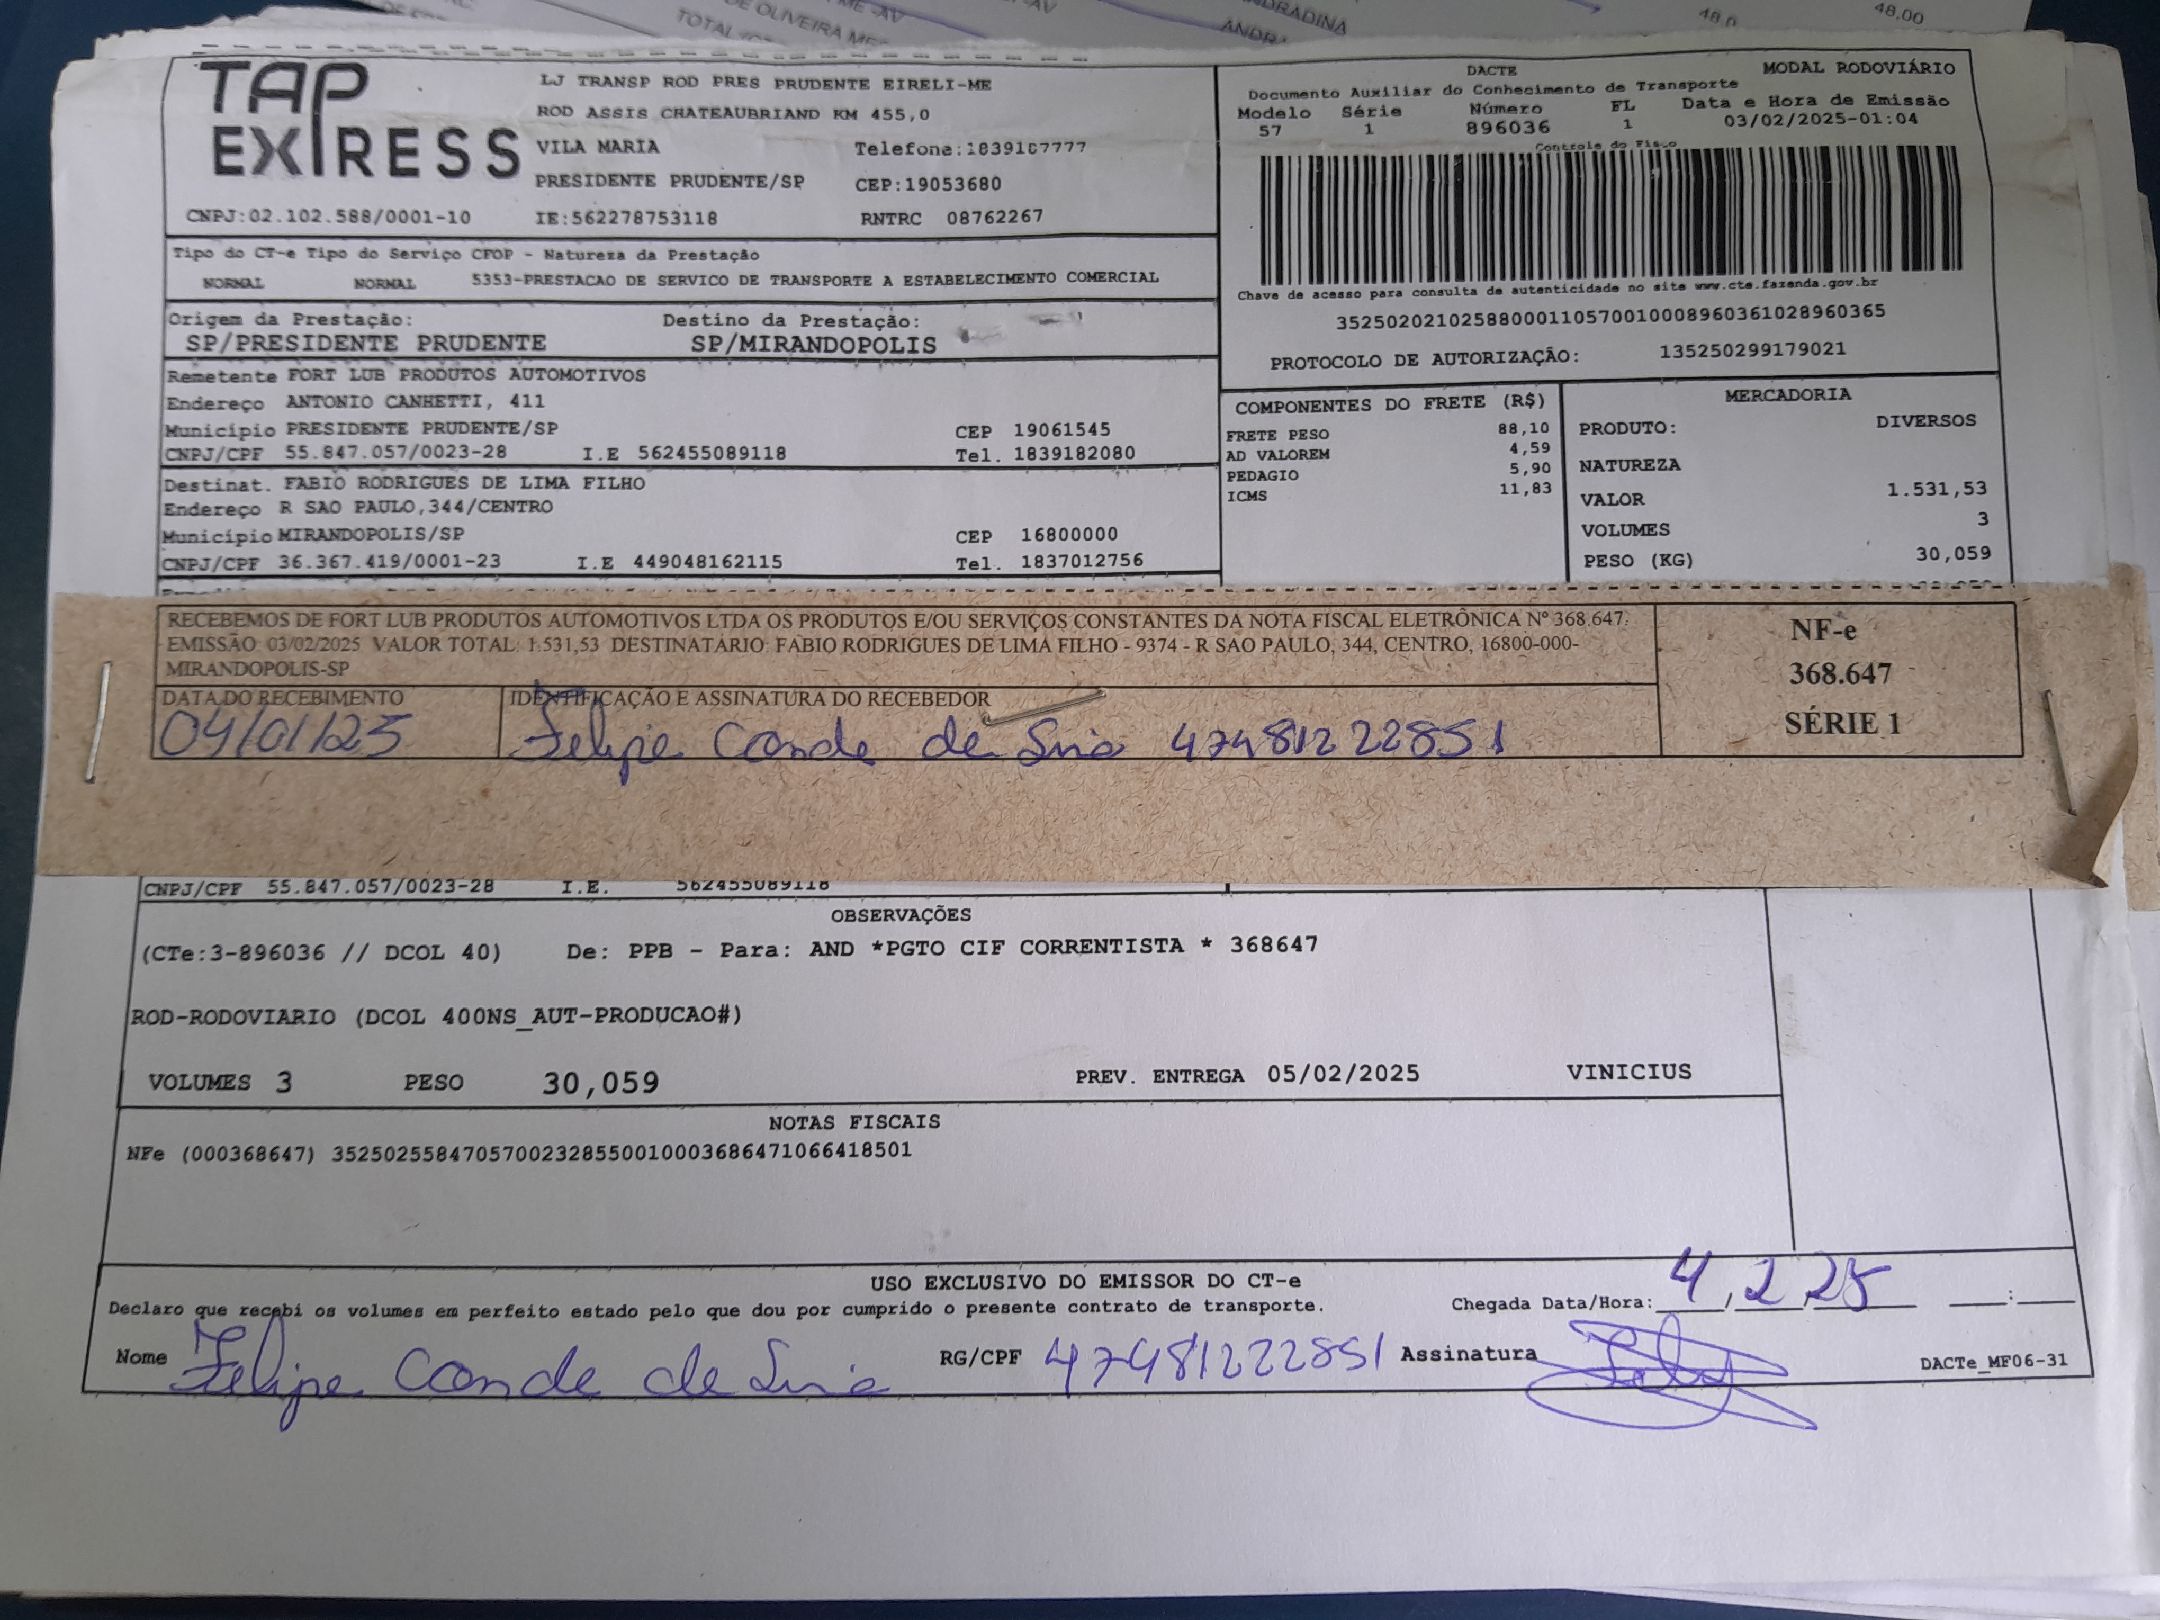 48,0
48,00
DE OLIVEIRA ME
TOTAL
TAP EXPRESS
LJ TRANSP ROD PRES PRUDENTE EIRELI-ME
ROD ASSIS CHATEAUBRIAND KM 455,0
VILA MARIA Telefone:1839187777
PRESIDENTE PRUDENTE/SP CEP:19053680
CNPJ:02.102.588/0001-10 IE:562278753118 RNTRC 08762267
DACTE MODAL RODOVIÁRIO
Documento Auxiliar do Conhecimento de Transporte
Modelo Série Número FL Data e Hora de Emissão
57 1 896036 1 03/02/2025-01:04
Controle do Fisco
Chave de acesso para consulta de autenticidade no site www.cte.fazenda.gov.br
35250202102588000110570010008960361028960365
PROTOCOLO DE AUTORIZAÇÃO: 135250299179021
Tipo do CT-e Tipo do Serviço CFOP - Natureza da Prestação
NORMAL NORMAL 5353-PRESTACAO DE SERVICO DE TRANSPORTE A ESTABELECIMENTO COMERCIAL
Origem da Prestação: Destino da Prestação:
SP/PRESIDENTE PRUDENTE SP/MIRANDOPOLIS
Remetente FORT LUB PRODUTOS AUTOMOTIVOS
Endereço ANTONIO CANHETTI, 411
Município PRESIDENTE PRUDENTE/SP CEP 19061545
CNPJ/CPF 55.847.057/0023-28 I.E 562455089118 Tel. 1839182080
Destinat. FABIO RODRIGUES DE LIMA FILHO
Endereço R SAO PAULO,344/CENTRO
Município MIRANDOPOLIS/SP CEP 16800000
CNPJ/CPF 36.367.419/0001-23 I.E 449048162115 Tel. 1837012756
COMPONENTES DO FRETE (R$)
FRETE PESO 88,10
AD VALOREM 4,59
PEDAGIO 5,90
ICMS 11,83
MERCADORIA
PRODUTO: DIVERSOS
NATUREZA
VALOR 1.531,53
VOLUMES 3
PESO (KG) 30,059
RECEBEMOS DE FORT LUB PRODUTOS AUTOMOTIVOS LTDA OS PRODUTOS E/OU SERVIÇOS CONSTANTES DA NOTA FISCAL ELETRÔNICA Nº 368.647.
EMISSÃO: 03/02/2025 VALOR TOTAL: 1.531,53 DESTINATÁRIO: FABIO RODRIGUES DE LIMA FILHO - 9374 - R SAO PAULO, 344, CENTRO, 16800-000-
MIRANDOPOLIS-SP
DATA DO RECEBIMENTO IDENTIFICAÇÃO E ASSINATURA DO RECEBEDOR
04/01/25 Felipe Conde de 47481222851
NF-e
368.647
SÉRIE 1
CNPJ/CPF 55.847.057/0023-28 I.E. 562455089118
OBSERVAÇÕES
(CTe:3-896036 // DCOL 40) De: PPB - Para: AND *PGTO CIF CORRENTISTA * 368647
ROD-RODOVIARIO (DCOL 400NS_AUT-PRODUCAO#)
VOLUMES 3 PESO 30,059 PREV. ENTREGA 05/02/2025 VINICIUS
NOTAS FISCAIS
NFe (000368647) 35250255847057002328550010003686471066418501
USO EXCLUSIVO DO EMISSOR DO CT-e
Declaro que recebi os volumes em perfeito estado pelo que dou por cumprido o presente contrato de transporte. Chegada Data/Hora: 4 2 25 :
Nome Felipe Conde de RG/CPF 47481222851 Assinatura
DACTe_MF06-31